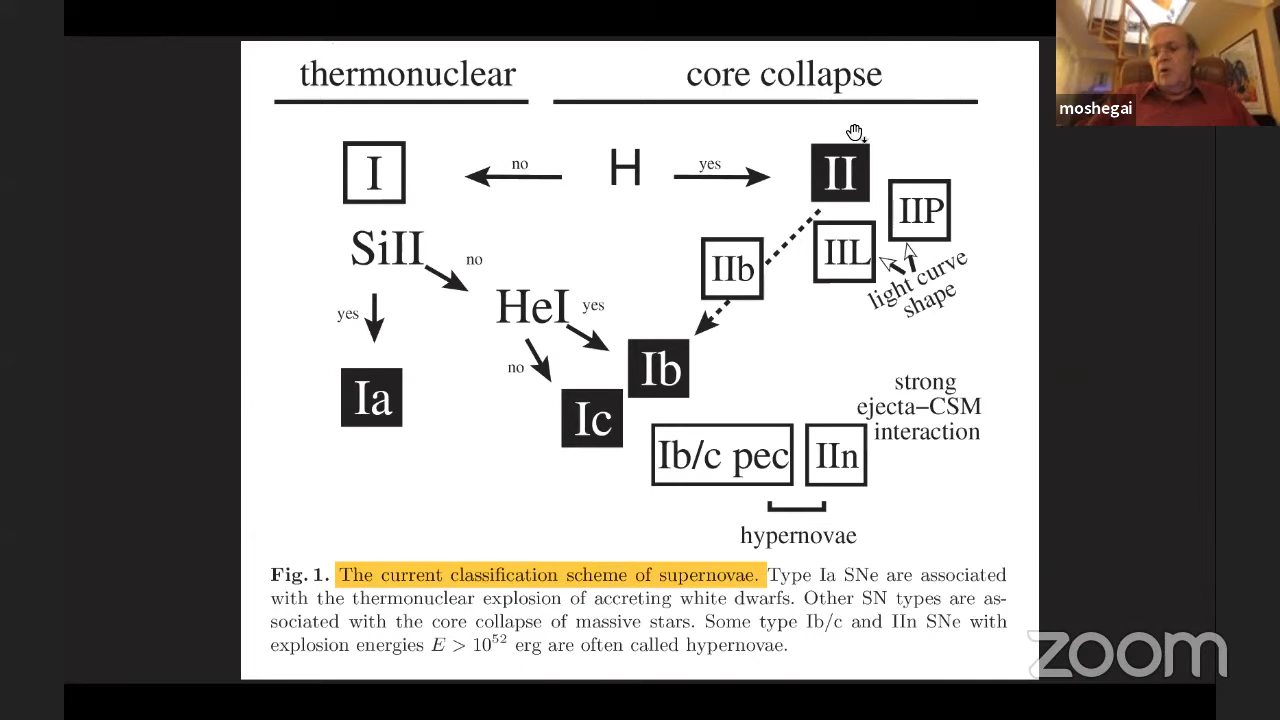 thermonuclear
core collapse
moshegai
I
no
H
yes
II
IIP
SiII
no
IIb
IIL
light curve
shape
yes
HeI
yes
no
Ib
Ia
Ic
strong
ejecta−CSM
interaction
Ib/c pec
IIn
hypernovae
Fig. 1. The current classification scheme of supernovae. Type Ia SNe are associated
with the thermonuclear explosion of accreting white dwarfs. Other SN types are as-
sociated with the core collapse of massive stars. Some type Ib/c and IIn SNe with
explosion energies E > 10⁵² erg are often called hypernovae.
zoom